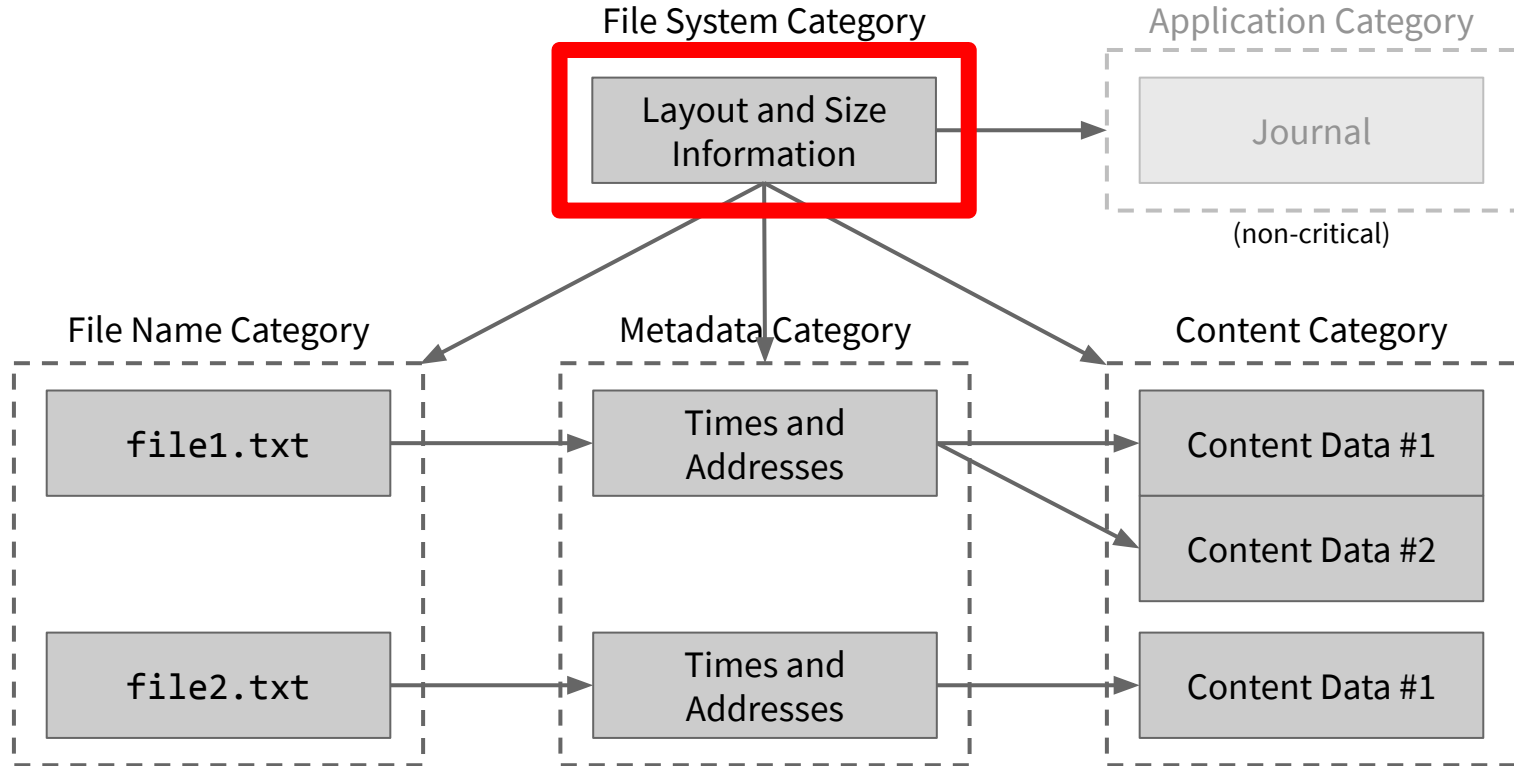 File System Category
Application Category
Layout and Size
Information
Journal
(non-critical)
File Name Category
Metadata Category
Content Category
file1.txt
Times and
Addresses
Content Data #1
Content Data #2
file2.txt
Times and
Addresses
Content Data #1